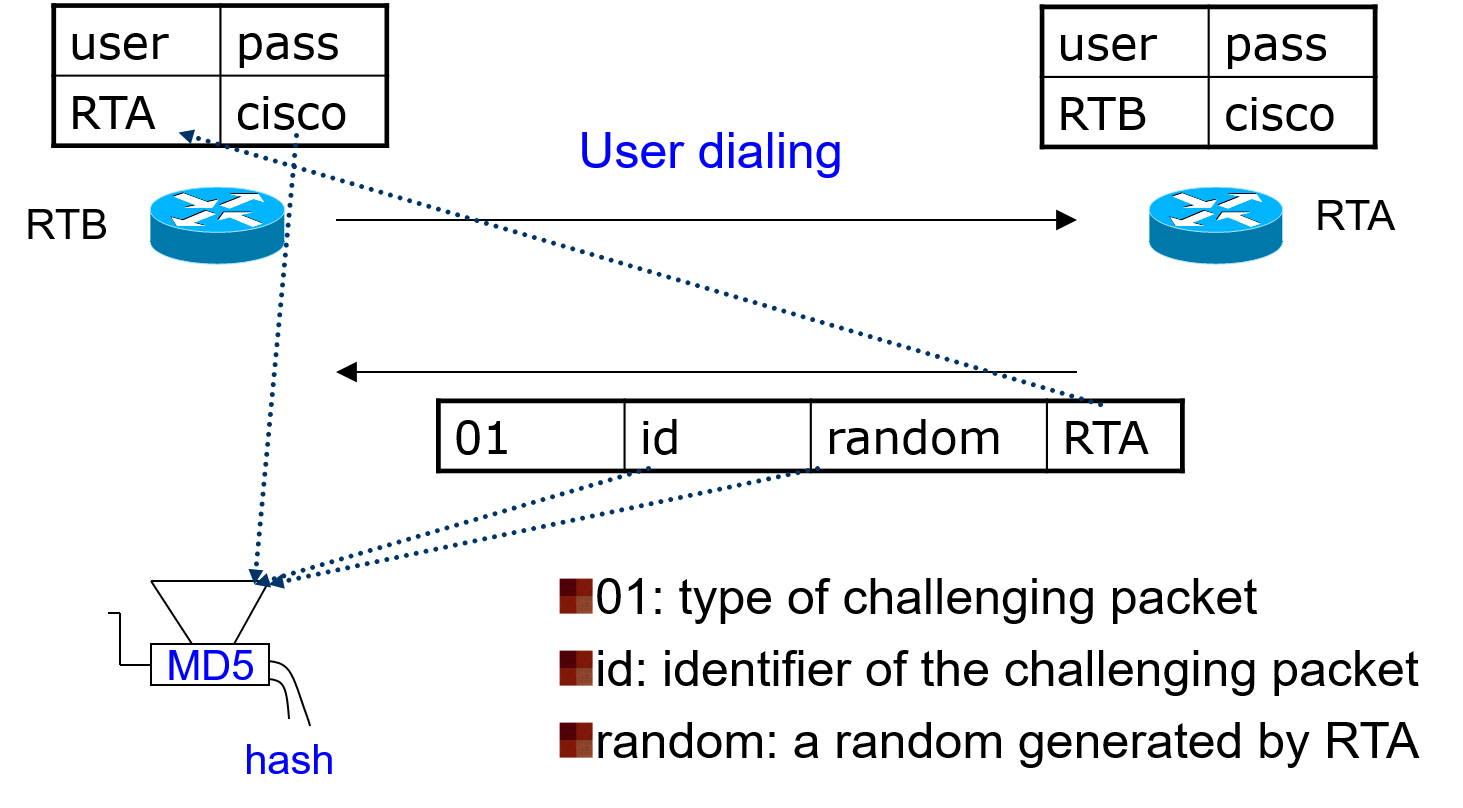 user pass
RTA cisco
user pass
RTB cisco
User dialing
RTB
RTA
01 id random RTA
MD5
hash
01: type of challenging packet
id: identifier of the challenging packet
random: a random generated by RTA